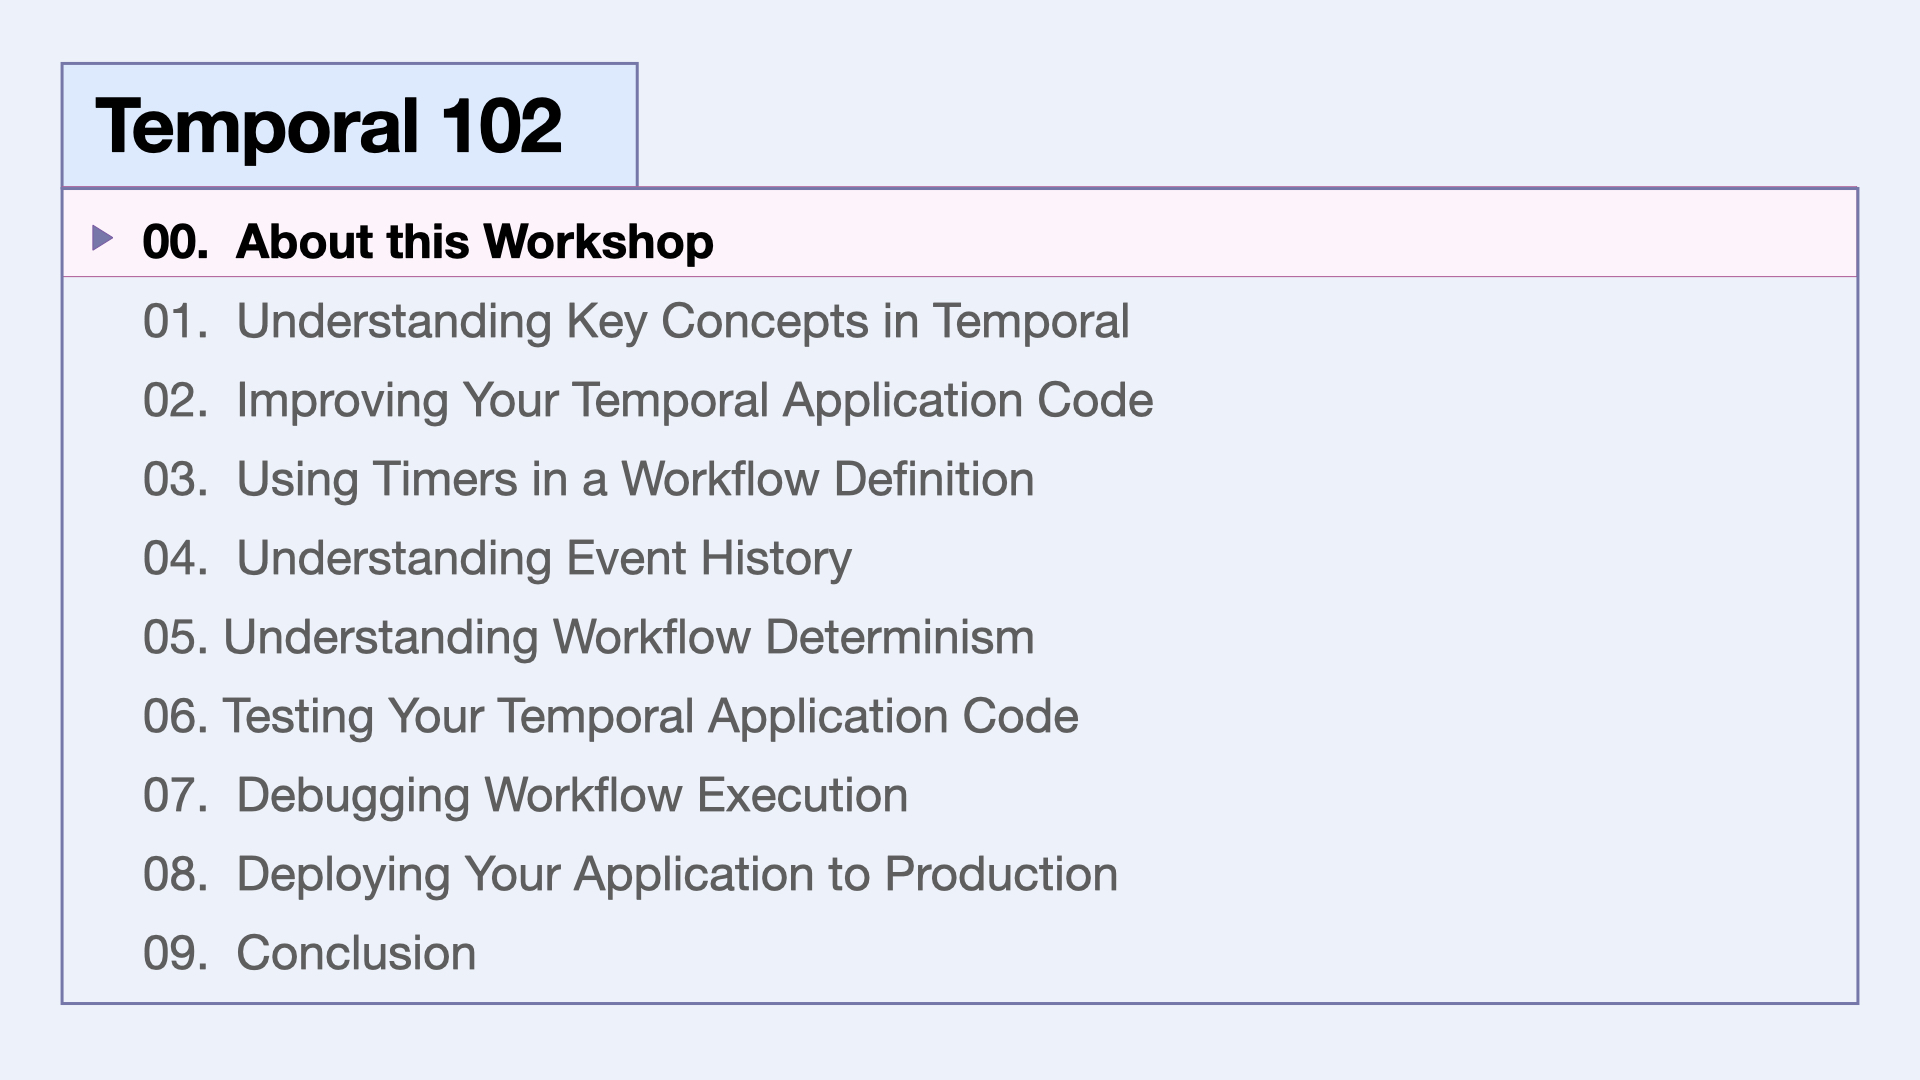 Temporal 102
00. About this Workshop
01. Understanding Key Concepts in Temporal
02. Improving Your Temporal Application Code
03. Using Timers in a Workflow Definition
04. Understanding Event History
05. Understanding Workflow Determinism
06. Testing Your Temporal Application Code
07. Debugging Workflow Execution
08. Deploying Your Application to Production
09. Conclusion